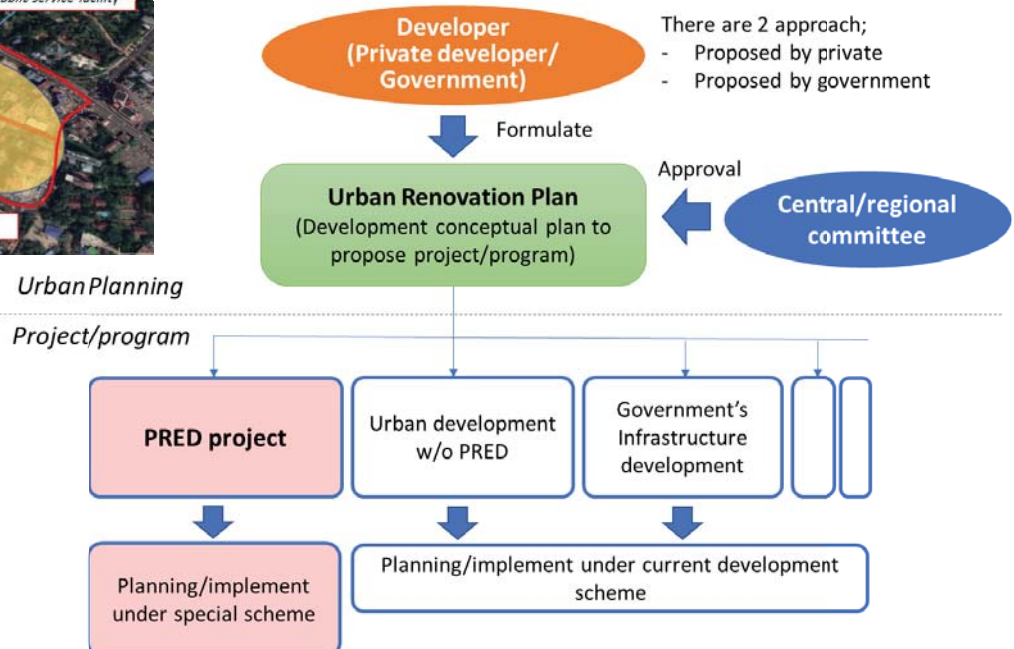 Developer
(Private developer/
Government)
There are 2 approach;
- Proposed by private
- Proposed by government
Formulate
Approval
Urban Renovation Plan
(Development conceptual plan to
propose project/program)
Central/regional
committee
Urban Planning
Project/program
PRED project
Urban development
w/o PRED
Government's
Infrastructure
development
Planning/implement
under special scheme
Planning/implement under current development
scheme